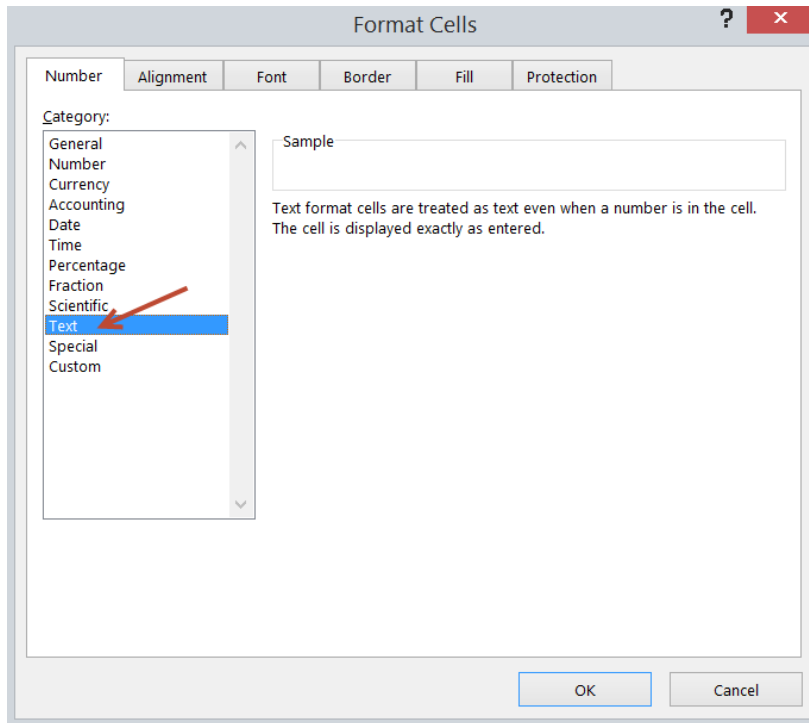 Format Cells
?
x
Number Alignment Font Border Fill Protection
Category:
General
Number
Currency
Accounting
Date
Time
Percentage
Fraction
Scientific
Text
Special
Custom
Sample
Text format cells are treated as text even when a number is in the cell.
The cell is displayed exactly as entered.
OK Cancel